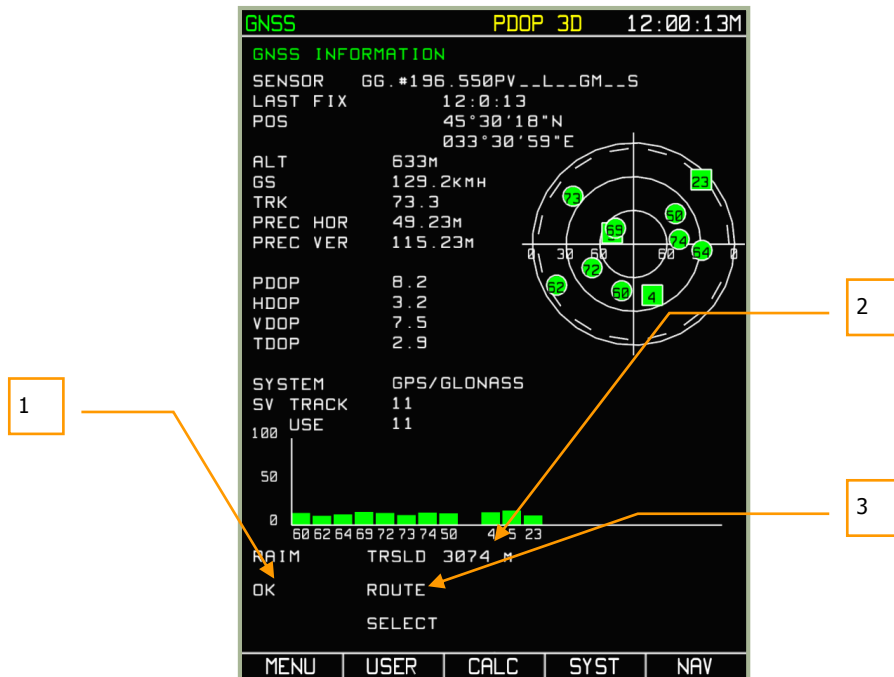 GNSS PDOP 3D 12:00:13M
GNSS INFORMATION
SENSOR GG.#196.550PV__L__GM__S
LAST FIX 12:0:13
POS 45°30'18"N
033°30'59"E
ALT 633M
GS 129.2KMH
TRK 73.3
PREC HOR 49.23M
PREC VER 115.23M
23
73
50
69
74
64
0 30 60 60 0
72
62
60
4
PDOP 8.2
HDOP 3.2
VDOP 7.5
TDOP 2.9
SYSTEM GPS/GLONASS
SV TRACK 11
USE 11
100
50
0
60 62 64 69 72 73 74 50 4 5 23
RAIM TRSLD 3074 M
OK ROUTE
SELECT
MENU USER CALC SYST NAV
1
2
3